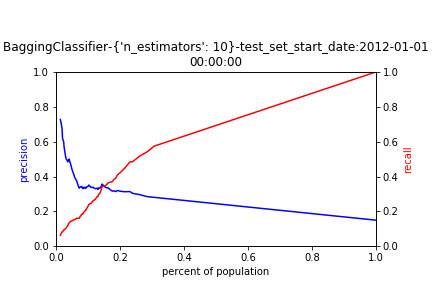 BaggingClassifier-{'n_estimators': 10}-test_set_start_date:2012-01-01
00:00:00
1.0
0.8
0.6
0.4
0.2
0.0
precision
1.0
0.8
0.6
0.4
0.2
0.0
recall
0.0 0.2 0.4 0.6 0.8 1.0
percent of population